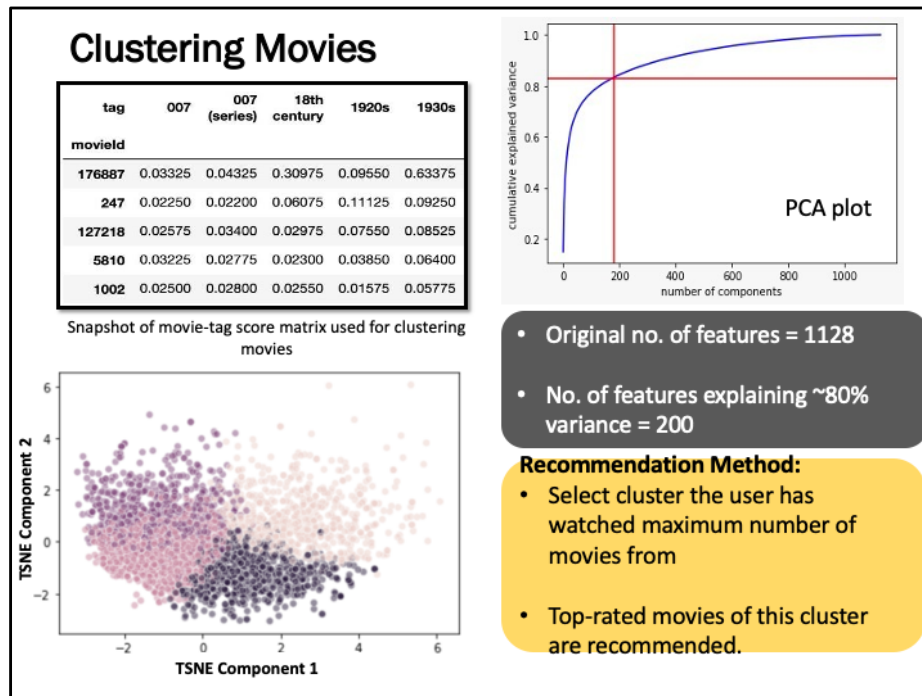 Clustering Movies
tag 007 007 (series) 18th century 1920s 1930s
movieId
176887 0.03325 0.04325 0.30975 0.09550 0.63375
247 0.02250 0.02200 0.06075 0.11125 0.09250
127218 0.02575 0.03400 0.02975 0.07550 0.08525
5810 0.03225 0.02775 0.02300 0.03850 0.06400
1002 0.02500 0.02800 0.02550 0.01575 0.05775
Snapshot of movie-tag score matrix used for clustering
movies
1.0
0.8
0.6
0.4
0.2
cumulative explained variance
PCA plot
0 200 400 600 800 1000
number of components
• Original no. of features = 1128
• No. of features explaining ~80%
variance = 200
6
4
2
0
−2
TSNE Component 2
−2 0 2 4 6
TSNE Component 1
Recommendation Method:
• Select cluster the user has
watched maximum number of
movies from
• Top-rated movies of this cluster
are recommended.